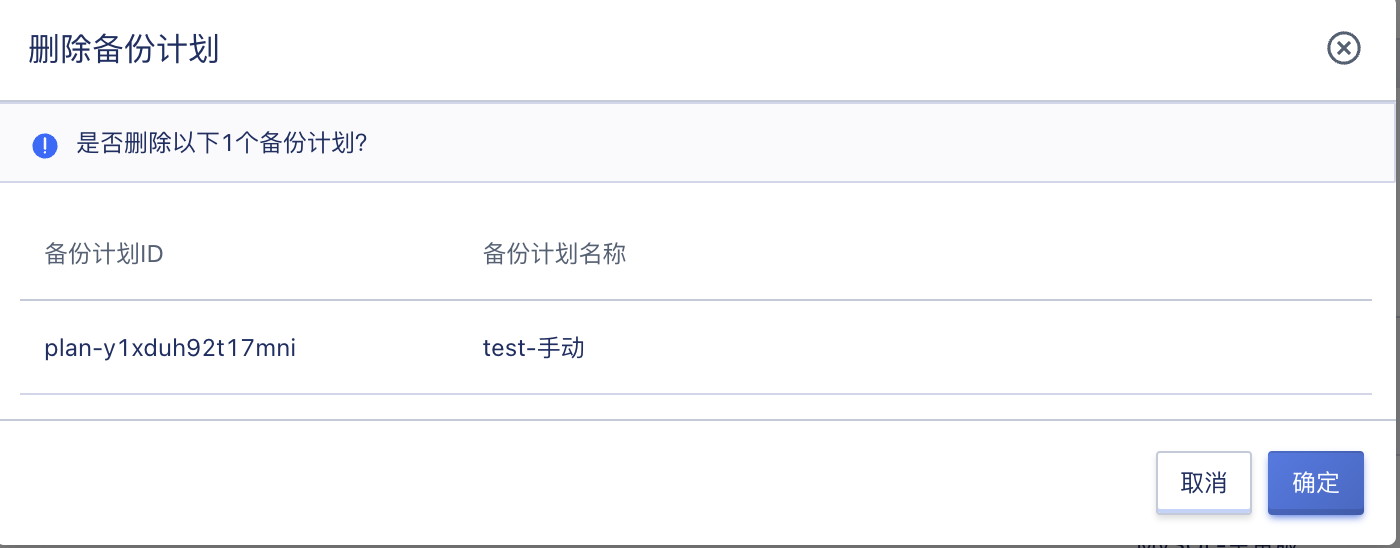 删除备份计划
是否删除以下1个备份计划?
备份计划ID 备份计划名称
plan-y1xduh92t17mni test-手动
取消 确定